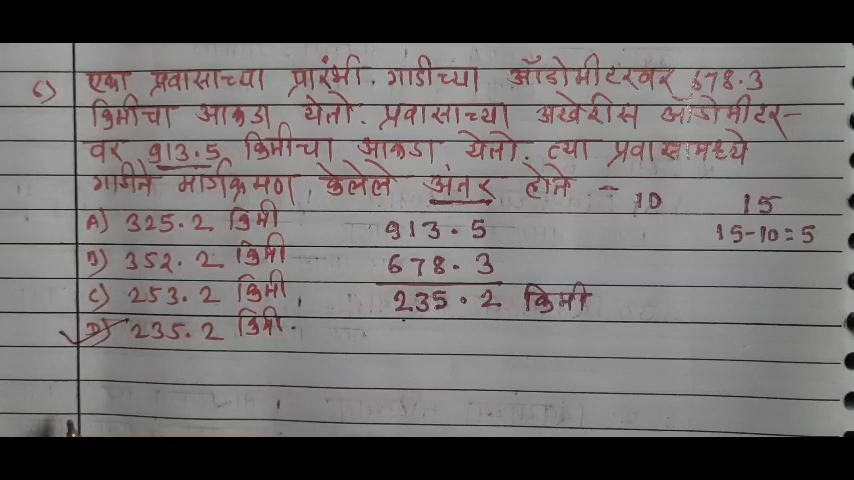 6) एका प्रवासाच्या प्रारंभी. गाडीच्या ऑडोमीटरवर 678.3
किमीचा आकडा येतो. प्रवासाच्या अखेरीस ऑडोमीटर-
वर 913.5 किमीचा आकडा येतो. त्या प्रवासामध्ये
गाडीने मार्गक्रमण केलेले अंतर होते -
10 15
A) 325.2 किमी 913.5 15-10=5
B) 352.2 किमी 678.3
C) 253.2 किमी, 235.2 किमी
D) 235.2 किमी.